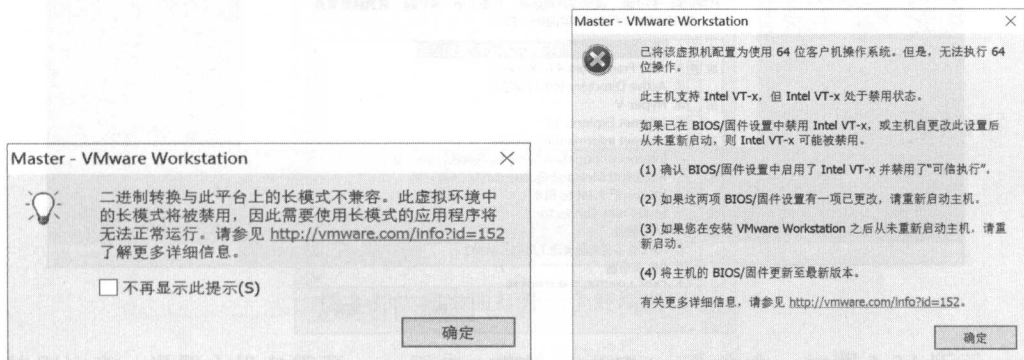 Master - VMware Workstation
二进制转换与此平台上的长模式不兼容。此虚拟环境中
的长模式将被禁用，因此需要使用长模式的应用程序将
无法正常运行。请参见 http://vmware.com/info?id=152
了解更多详细信息。
不再显示此提示(S)
确定
Master - VMware Workstation
已将该虚拟机配置为使用 64 位客户机操作系统。但是，无法执行 64
位操作。
此主机支持 Intel VT-x，但 Intel VT-x 处于禁用状态。
如果已在 BIOS/固件设置中禁用 Intel VT-x，或主机自更改此设置后
从未重新启动，则 Intel VT-x 可能被禁用。
(1) 确认 BIOS/固件设置中启用了 Intel VT-x 并禁用了“可信执行”。
(2) 如果这两项 BIOS/固件设置有一项已更改，请重新启动主机。
(3) 如果您在安装 VMware Workstation 之后从未重新启动主机，请重
新启动。
(4) 将主机的 BIOS/固件更新至最新版本。
有关更多详细信息，请参见 http://vmware.com/info?id=152。
确定